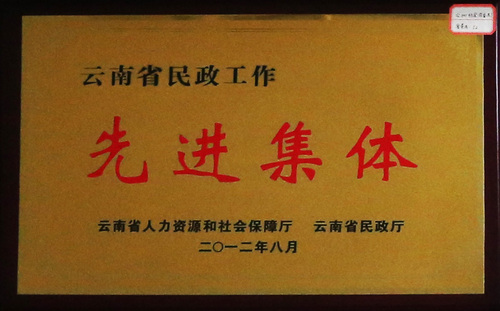 云南省民政工作
先进集体
云南省人力资源和社会保障厅 云南省民政厅
二〇一二年八月